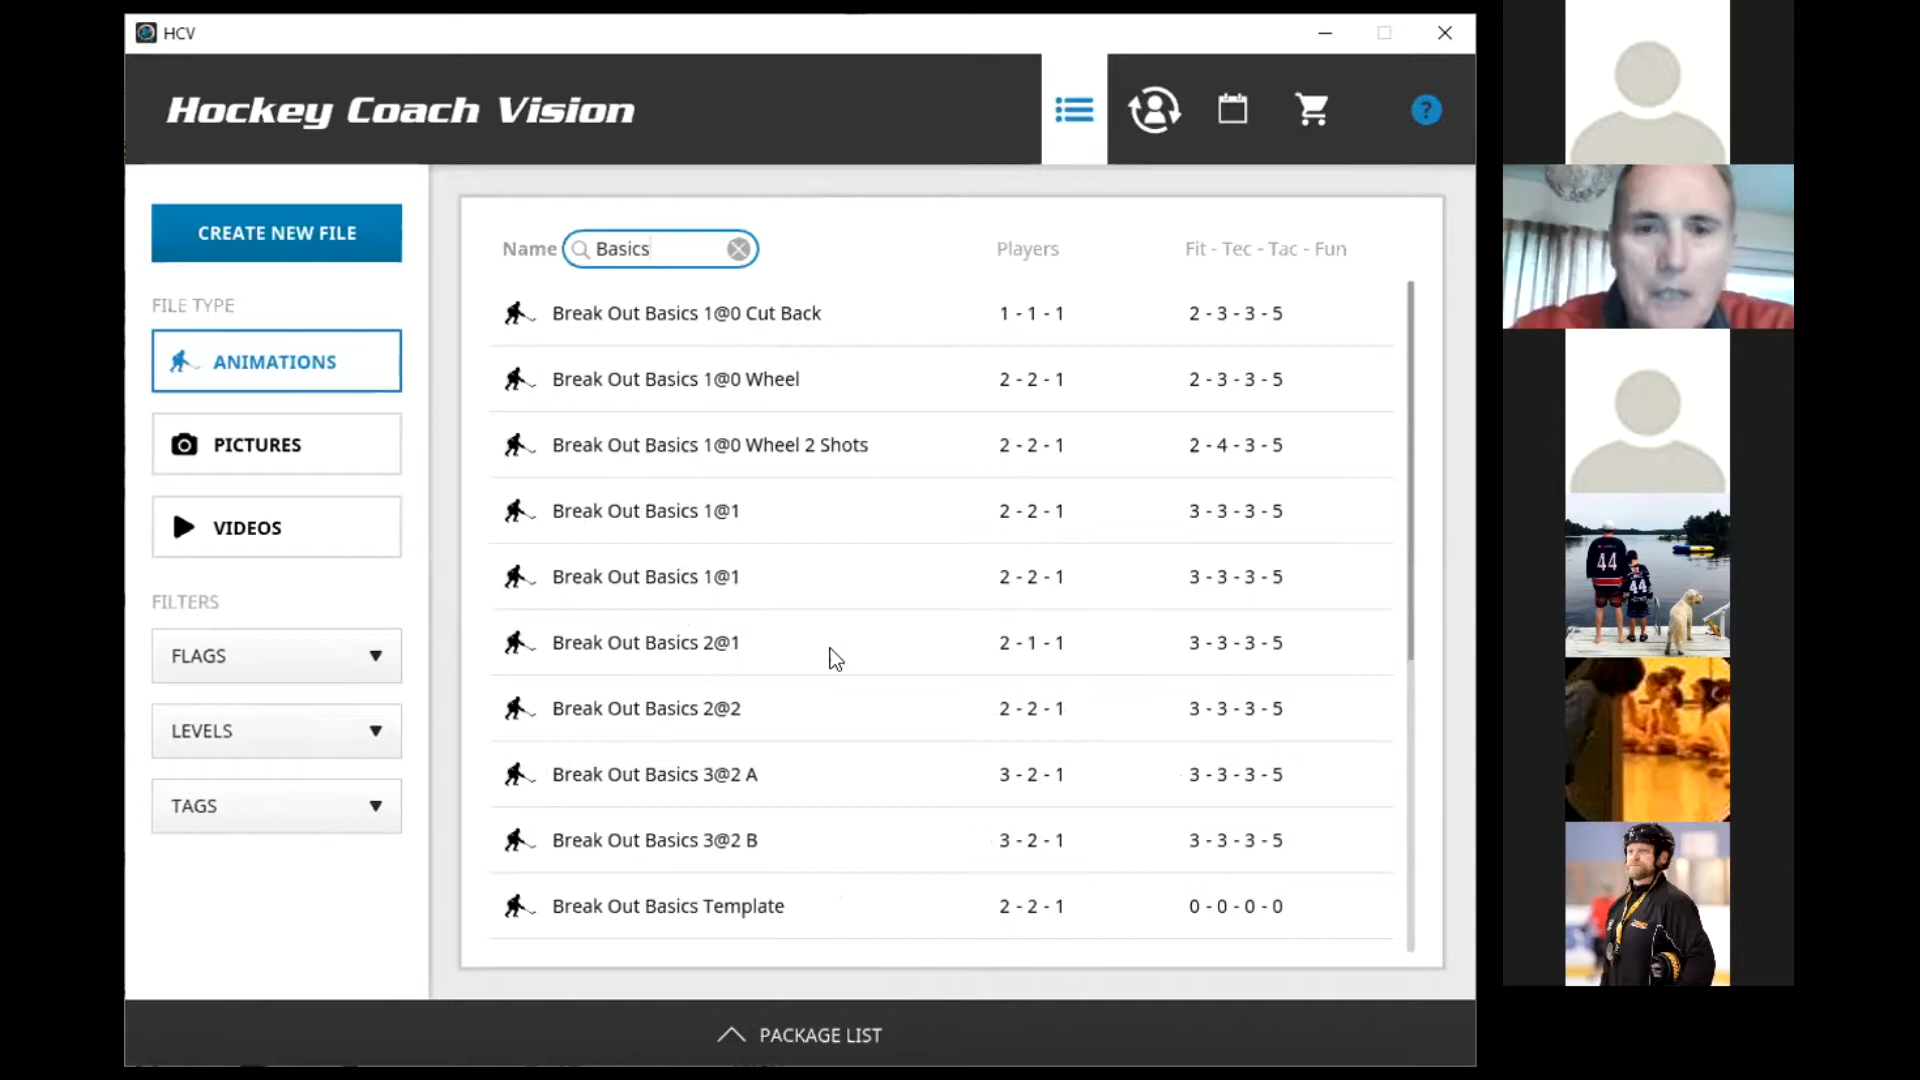 HCV
Hockey Coach Vision
?
CREATE NEW FILE
FILE TYPE
ANIMATIONS
PICTURES
VIDEOS
FILTERS
FLAGS
LEVELS
TAGS
Name Basics Players Fit - Tec - Tac - Fun
Break Out Basics 1@0 Cut Back 1 - 1 - 1 2 - 3 - 3 - 5
Break Out Basics 1@0 Wheel 2 - 2 - 1 2 - 3 - 3 - 5
Break Out Basics 1@0 Wheel 2 Shots 2 - 2 - 1 2 - 4 - 3 - 5
Break Out Basics 1@1 2 - 2 - 1 3 - 3 - 3 - 5
Break Out Basics 1@1 2 - 2 - 1 3 - 3 - 3 - 5
Break Out Basics 2@1 2 - 1 - 1 3 - 3 - 3 - 5
Break Out Basics 2@2 2 - 2 - 1 3 - 3 - 3 - 5
Break Out Basics 3@2 A 3 - 2 - 1 3 - 3 - 3 - 5
Break Out Basics 3@2 B 3 - 2 - 1 3 - 3 - 3 - 5
Break Out Basics Template 2 - 2 - 1 0 - 0 - 0 - 0
PACKAGE LIST
44
44